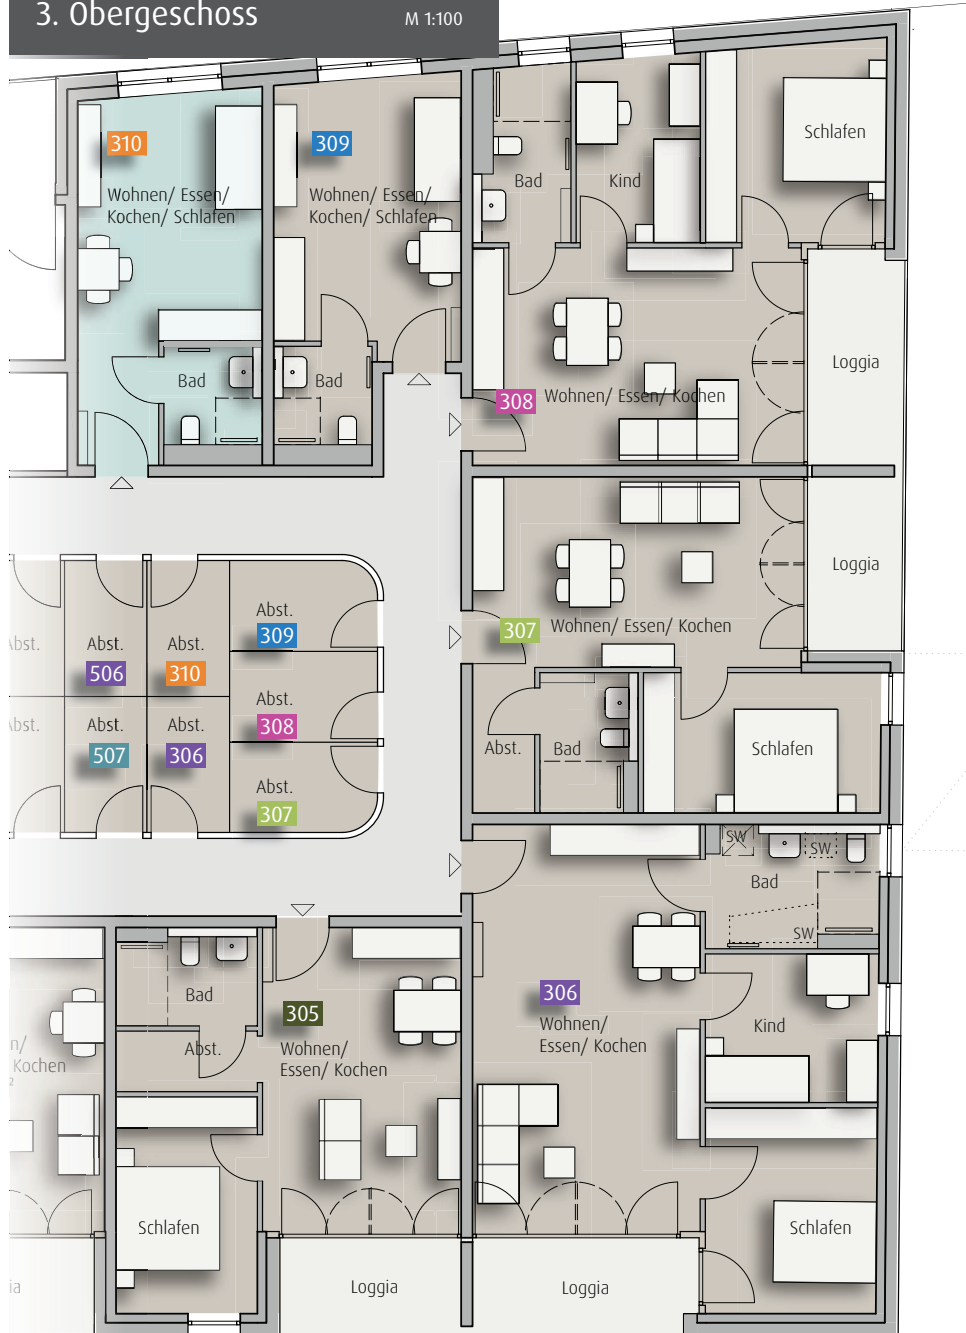 3. Obergeschoss
M 1:100
310
Wohnen/ Essen/
Kochen/ Schlafen
Bad
309
Wohnen/ Essen/
Kochen/ Schlafen
Bad
Bad
Kind
Schlafen
308
Wohnen/ Essen/ Kochen
Loggia
307
Wohnen/ Essen/ Kochen
Loggia
Abst.
Bad
Schlafen
Abst.
309
Abst.
Abst.
506
Abst.
310
Abst.
308
Abst.
Abst.
507
Abst.
306
Abst.
307
SW
SW
Bad
SW
306
Wohnen/
Essen/ Kochen
Kind
Schlafen
Loggia
Bad
Abst.
305
Wohnen/
Essen/ Kochen
Schlafen
Loggia
n/
Kochen
ia